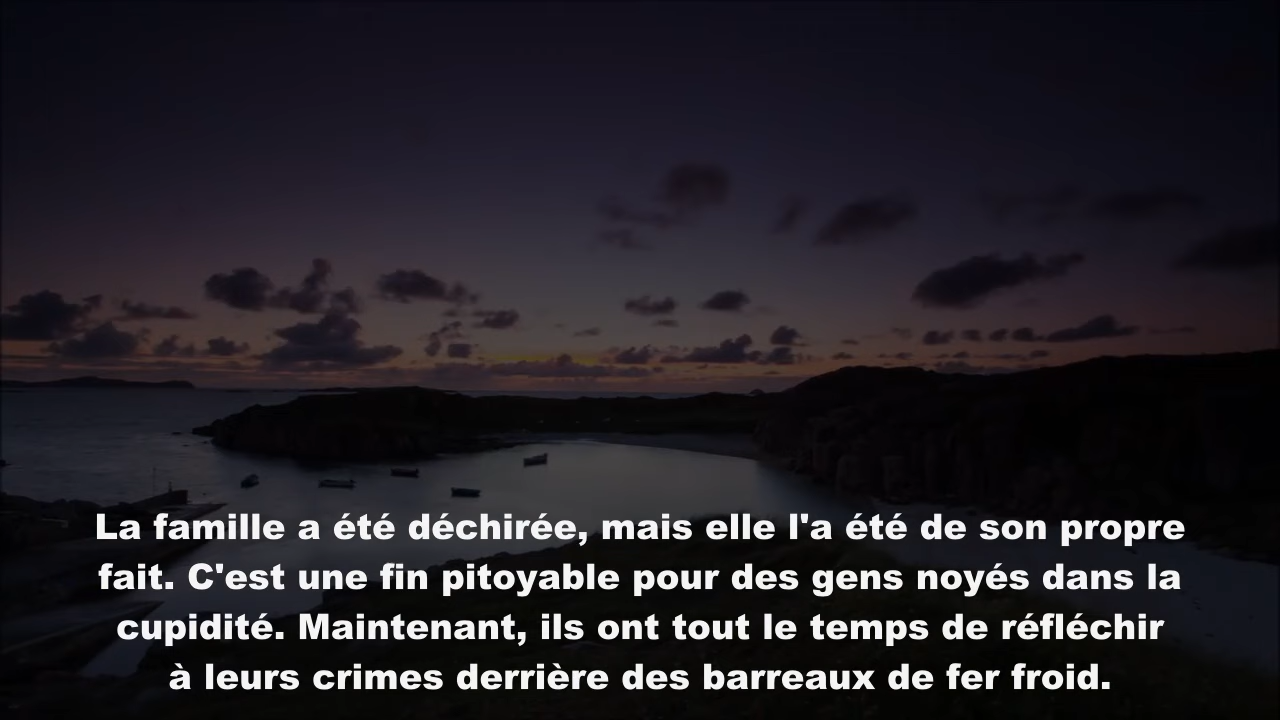 La famille a été déchirée, mais elle l'a été de son propre
fait. C'est une fin pitoyable pour des gens noyés dans la
cupidité. Maintenant, ils ont tout le temps de réfléchir
à leurs crimes derrière des barreaux de fer froid.